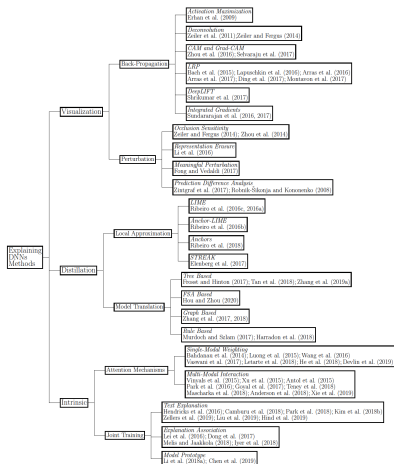 Activation Maximization
Erhan et al. (2009)
Deconvolution
Zeiler et al. (2011);Zeiler and Fergus (2014)
CAM and Grad-CAM
Zhou et al. (2016); Selvaraju et al. (2017)
Back-Propagation
LRP
Bach et al. (2015); Lapuschkin et al. (2016); Arras et al. (2016)
Arras et al. (2017); Ding et al. (2017); Montavon et al. (2017)
DeepLIFT
Shrikumar et al. (2017)
Integrated Gradients
Sundararajan et al. (2016, 2017)
Visualization
Occlusion Sensitivity
Zeiler and Fergus (2014); Zhou et al. (2014)
Representation Erasure
Li et al. (2016)
Perturbation
Meaningful Perturbation
Fong and Vedaldi (2017)
Prediction Difference Analysis
Zintgraf et al. (2017); Robnik-Šikonja and Kononenko (2008)
LIME
Ribeiro et al. (2016c, 2016a)
Anchor-LIME
Ribeiro et al. (2016b)
Local Approximation
Anchors
Ribeiro et al. (2018)
STREAK
Elenberg et al. (2017)
Explaining
DNNs
Methods
Distillation
Tree Based
Frosst and Hinton (2017); Tan et al. (2018); Zhang et al. (2019a)
FSA Based
Hou and Zhou (2020)
Model Translation
Graph Based
Zhang et al. (2017, 2018)
Rule Based
Murdoch and Szlam (2017); Harradon et al. (2018)
Single-Modal Weighting
Bahdanau et al. (2014); Luong et al. (2015); Wang et al. (2016)
Vaswani et al. (2017); Letarte et al. (2018); He et al. (2018); Devlin et al. (2019)
Attention Mechanisms
Multi-Modal Interaction
Vinyals et al. (2015); Xu et al. (2015); Antol et al. (2015)
Park et al. (2016); Goyal et al. (2017); Teney et al. (2018)
Mascharka et al. (2018); Anderson et al. (2018); Xie et al. (2019)
Intrinsic
Text Explanation
Hendricks et al. (2016); Camburu et al. (2018); Park et al. (2018); Kim et al. (2018b)
Zellers et al. (2019); Liu et al. (2019); Hind et al. (2019)
Joint Training
Explanation Association
Lei et al. (2016); Dong et al. (2017)
Melis and Jaakkola (2018); Iyer et al. (2018)
Model Prototype
Li et al. (2018a); Chen et al. (2019)